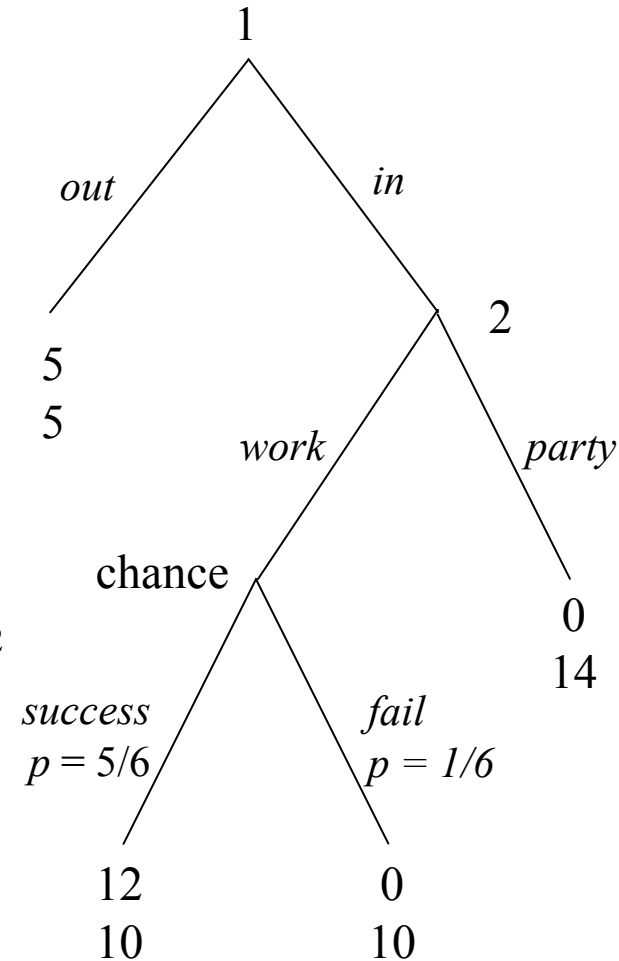 1
out
in
2
5
5
work
party
chance
0
14
success
p = 5/6
fail
p = 1/6
12
10
0
10